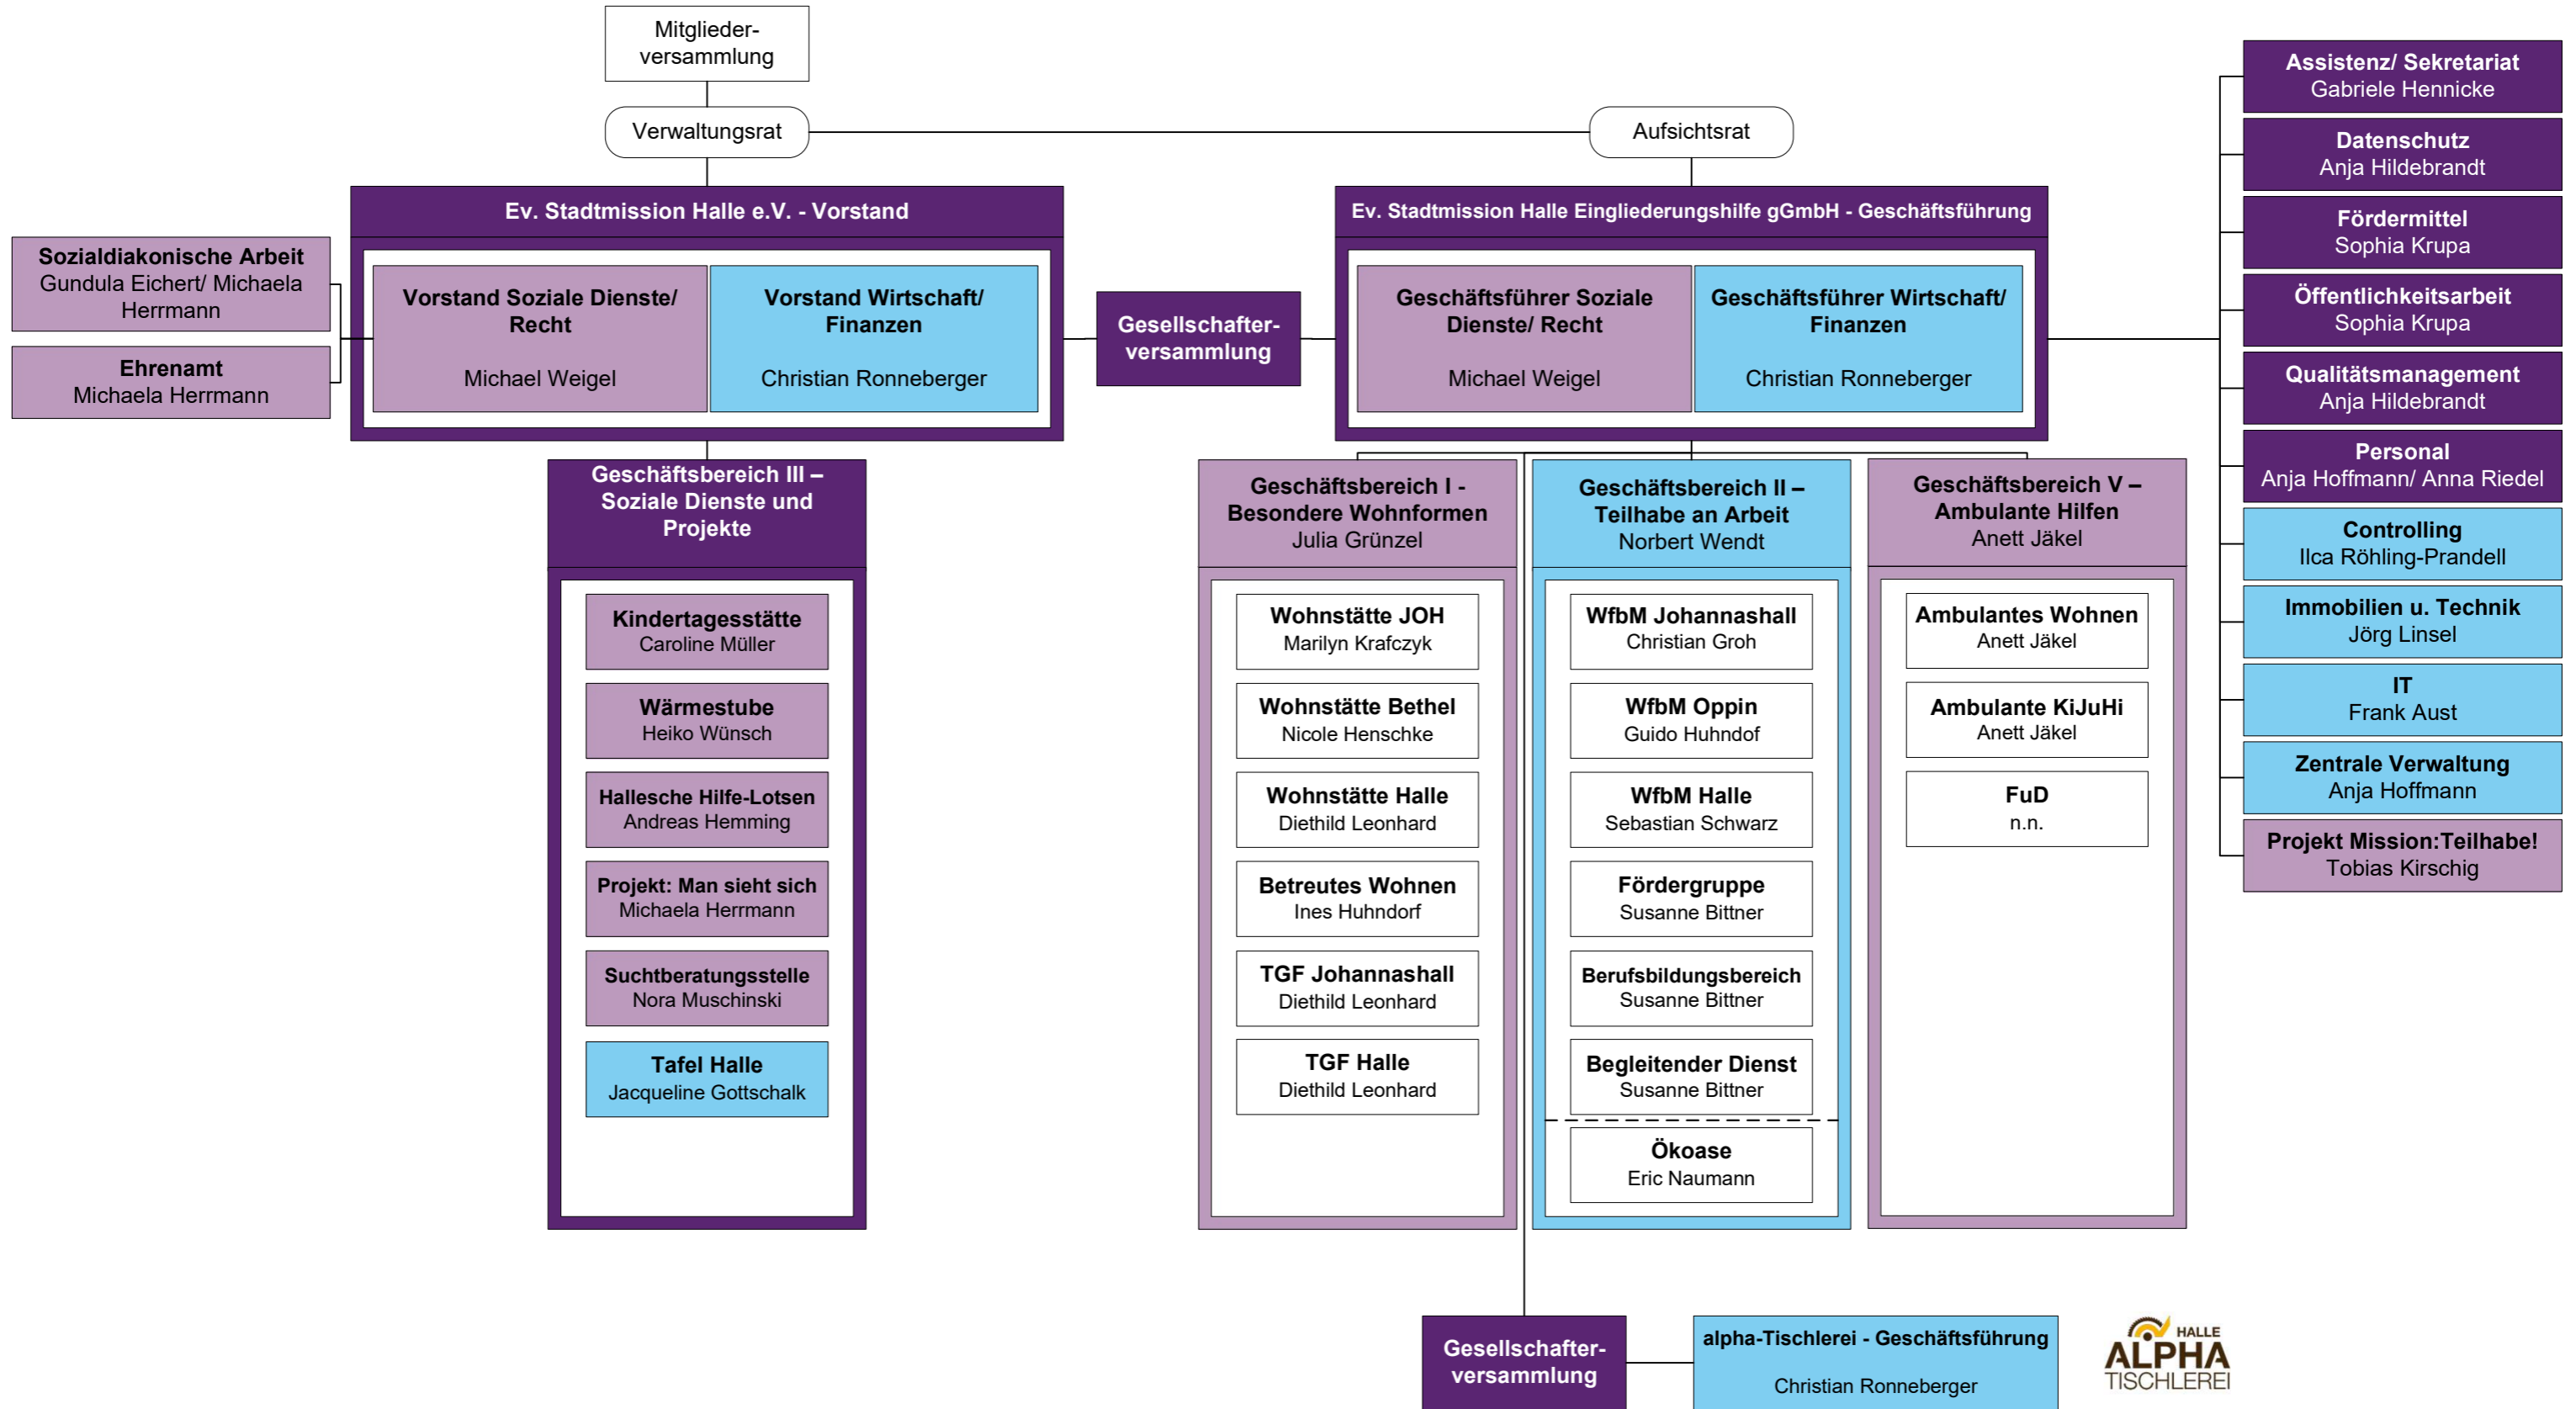 Mitglieder-
versammlung
Verwaltungsrat
Aufsichtsrat
Ev. Stadtmission Halle e.V. - Vorstand
Vorstand Soziale Dienste/
Recht
Michael Weigel
Vorstand Wirtschaft/
Finanzen
Christian Ronneberger
Sozialdiakonische Arbeit
Gundula Eichert/ Michaela
Herrmann
Ehrenamt
Michaela Herrmann
Gesellschafter-
versammlung
Ev. Stadtmission Halle Eingliederungshilfe gGmbH - Geschäftsführung
Geschäftsführer Soziale
Dienste/ Recht
Michael Weigel
Geschäftsführer Wirtschaft/
Finanzen
Christian Ronneberger
Assistenz/ Sekretariat
Gabriele Hennicke
Datenschutz
Anja Hildebrandt
Fördermittel
Sophia Krupa
Öffentlichkeitsarbeit
Sophia Krupa
Qualitätsmanagement
Anja Hildebrandt
Personal
Anja Hoffmann/ Anna Riedel
Controlling
Ilca Röhling-Prandell
Immobilien u. Technik
Jörg Linsel
IT
Frank Aust
Zentrale Verwaltung
Anja Hoffmann
Projekt Mission:Teilhabe!
Tobias Kirschig
Geschäftsbereich III –
Soziale Dienste und
Projekte
Kindertagesstätte
Caroline Müller
Wärmestube
Heiko Wünsch
Hallesche Hilfe-Lotsen
Andreas Hemming
Projekt: Man sieht sich
Michaela Herrmann
Suchtberatungsstelle
Nora Muschinski
Tafel Halle
Jacqueline Gottschalk
Geschäftsbereich I -
Besondere Wohnformen
Julia Grünzel
Wohnstätte JOH
Marilyn Krafczyk
Wohnstätte Bethel
Nicole Henschke
Wohnstätte Halle
Diethild Leonhard
Betreutes Wohnen
Ines Huhndorf
TGF Johannashall
Diethild Leonhard
TGF Halle
Diethild Leonhard
Geschäftsbereich II –
Teilhabe an Arbeit
Norbert Wendt
WfbM Johannashall
Christian Groh
WfbM Oppin
Guido Huhndof
WfbM Halle
Sebastian Schwarz
Fördergruppe
Susanne Bittner
Berufsbildungsbereich
Susanne Bittner
Begleitender Dienst
Susanne Bittner
Ökoase
Eric Naumann
Geschäftsbereich V –
Ambulante Hilfen
Anett Jäkel
Ambulantes Wohnen
Anett Jäkel
Ambulante KiJuHi
Anett Jäkel
FuD
n.n.
Gesellschafter-
versammlung
alpha-Tischlerei - Geschäftsführung
Christian Ronneberger
HALLE
ALPHA
TISCHLEREI